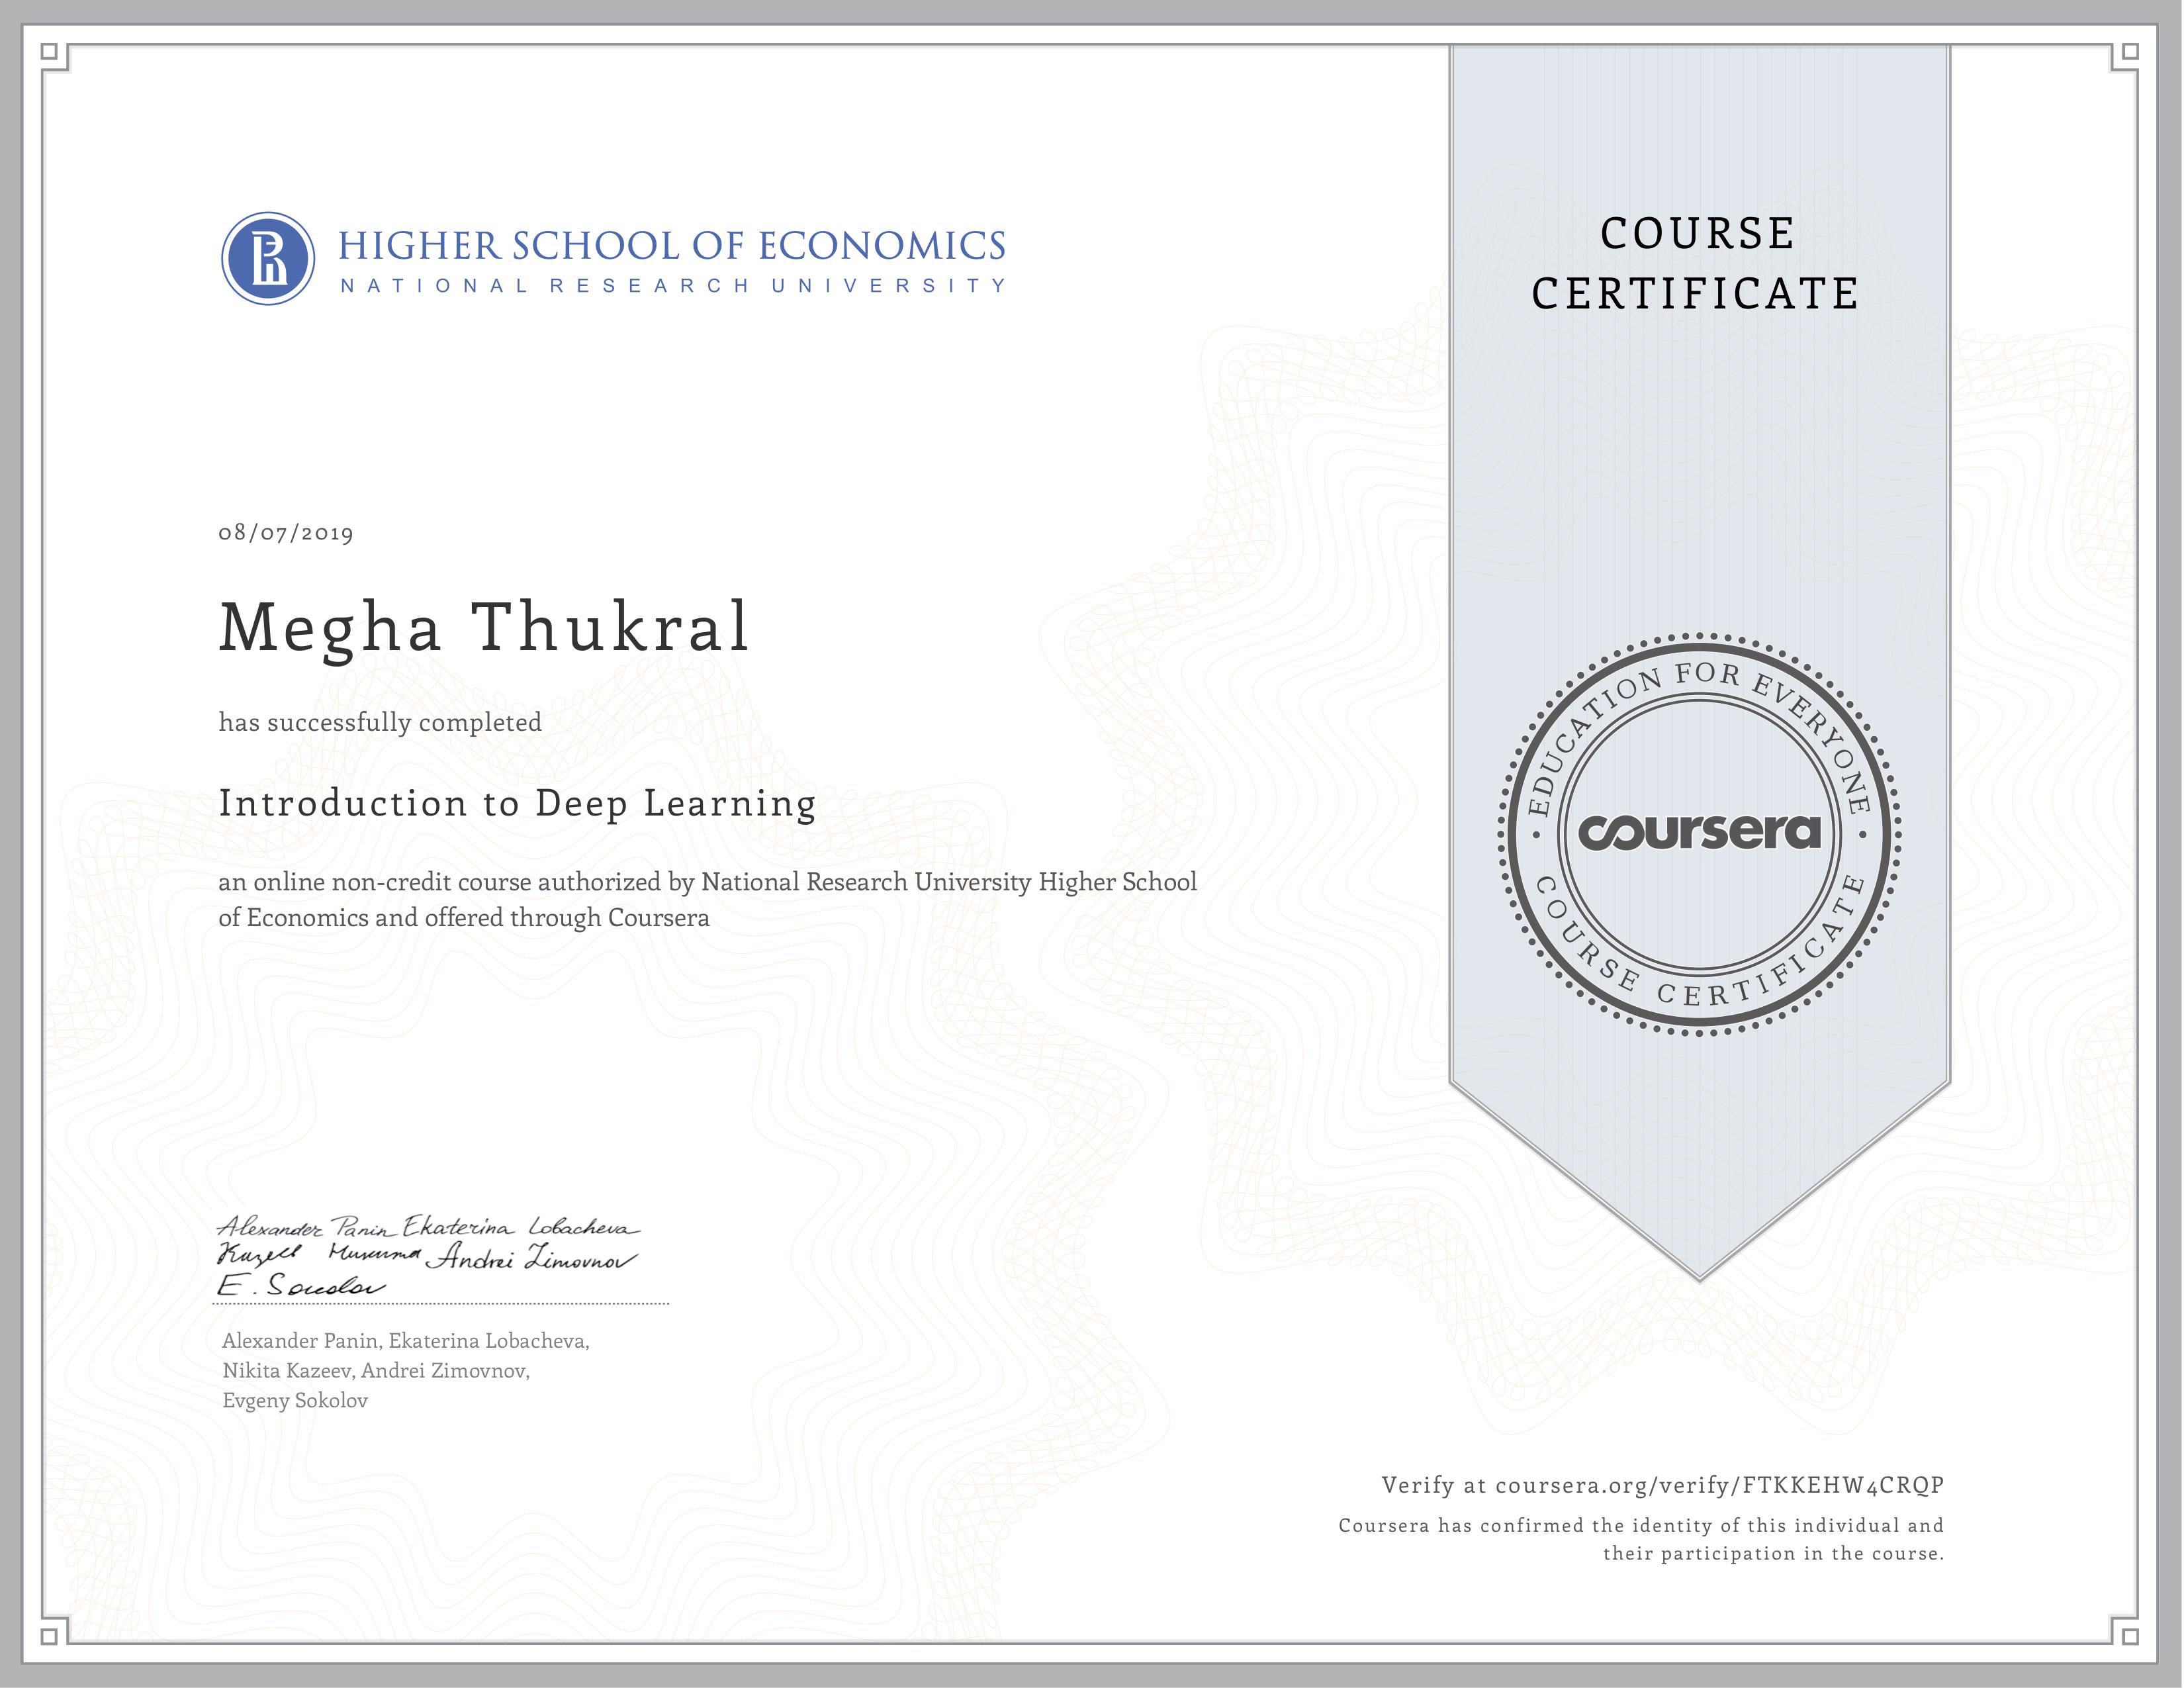 HIGHER SCHOOL OF ECONOMICS
NATIONAL RESEARCH UNIVERSITY
COURSE
CERTIFICATE
08/07/2019
Megha Thukral
has successfully completed
Introduction to Deep Learning
an online non-credit course authorized by National Research University Higher School
of Economics and offered through Coursera
EDUCATION FOR EVERYONE
coursera
COURSE CERTIFICATE
Alexander Panin Ekaterina Lobacheva
Andrei Zimovnov
E. Sokolov
Alexander Panin, Ekaterina Lobacheva,
Nikita Kazeev, Andrei Zimovnov,
Evgeny Sokolov
Verify at coursera.org/verify/FTKKEHW4CRQP
Coursera has confirmed the identity of this individual and
their participation in the course.